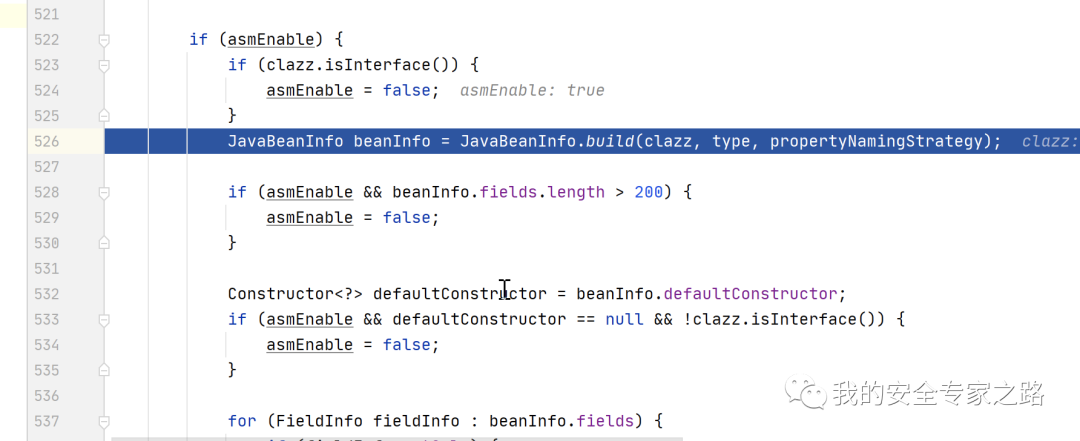 521
522 if (asmEnable) {
523 if (clazz.isInterface()) {
524 asmEnable = false; asmEnable: true
525 }
526 JavaBeanInfo beanInfo = JavaBeanInfo.build(clazz, type, propertyNamingStrategy); clazz:
527
528 if (asmEnable && beanInfo.fields.length > 200) {
529 asmEnable = false;
530 }
531
532 Constructor<?> defaultConstructor = beanInfo.defaultConstructor;
533 if (asmEnable && defaultConstructor == null && !clazz.isInterface()) {
534 asmEnable = false;
535 }
536
537 for (FieldInfo fieldInfo : beanInfo.fields) {
我的安全专家之路